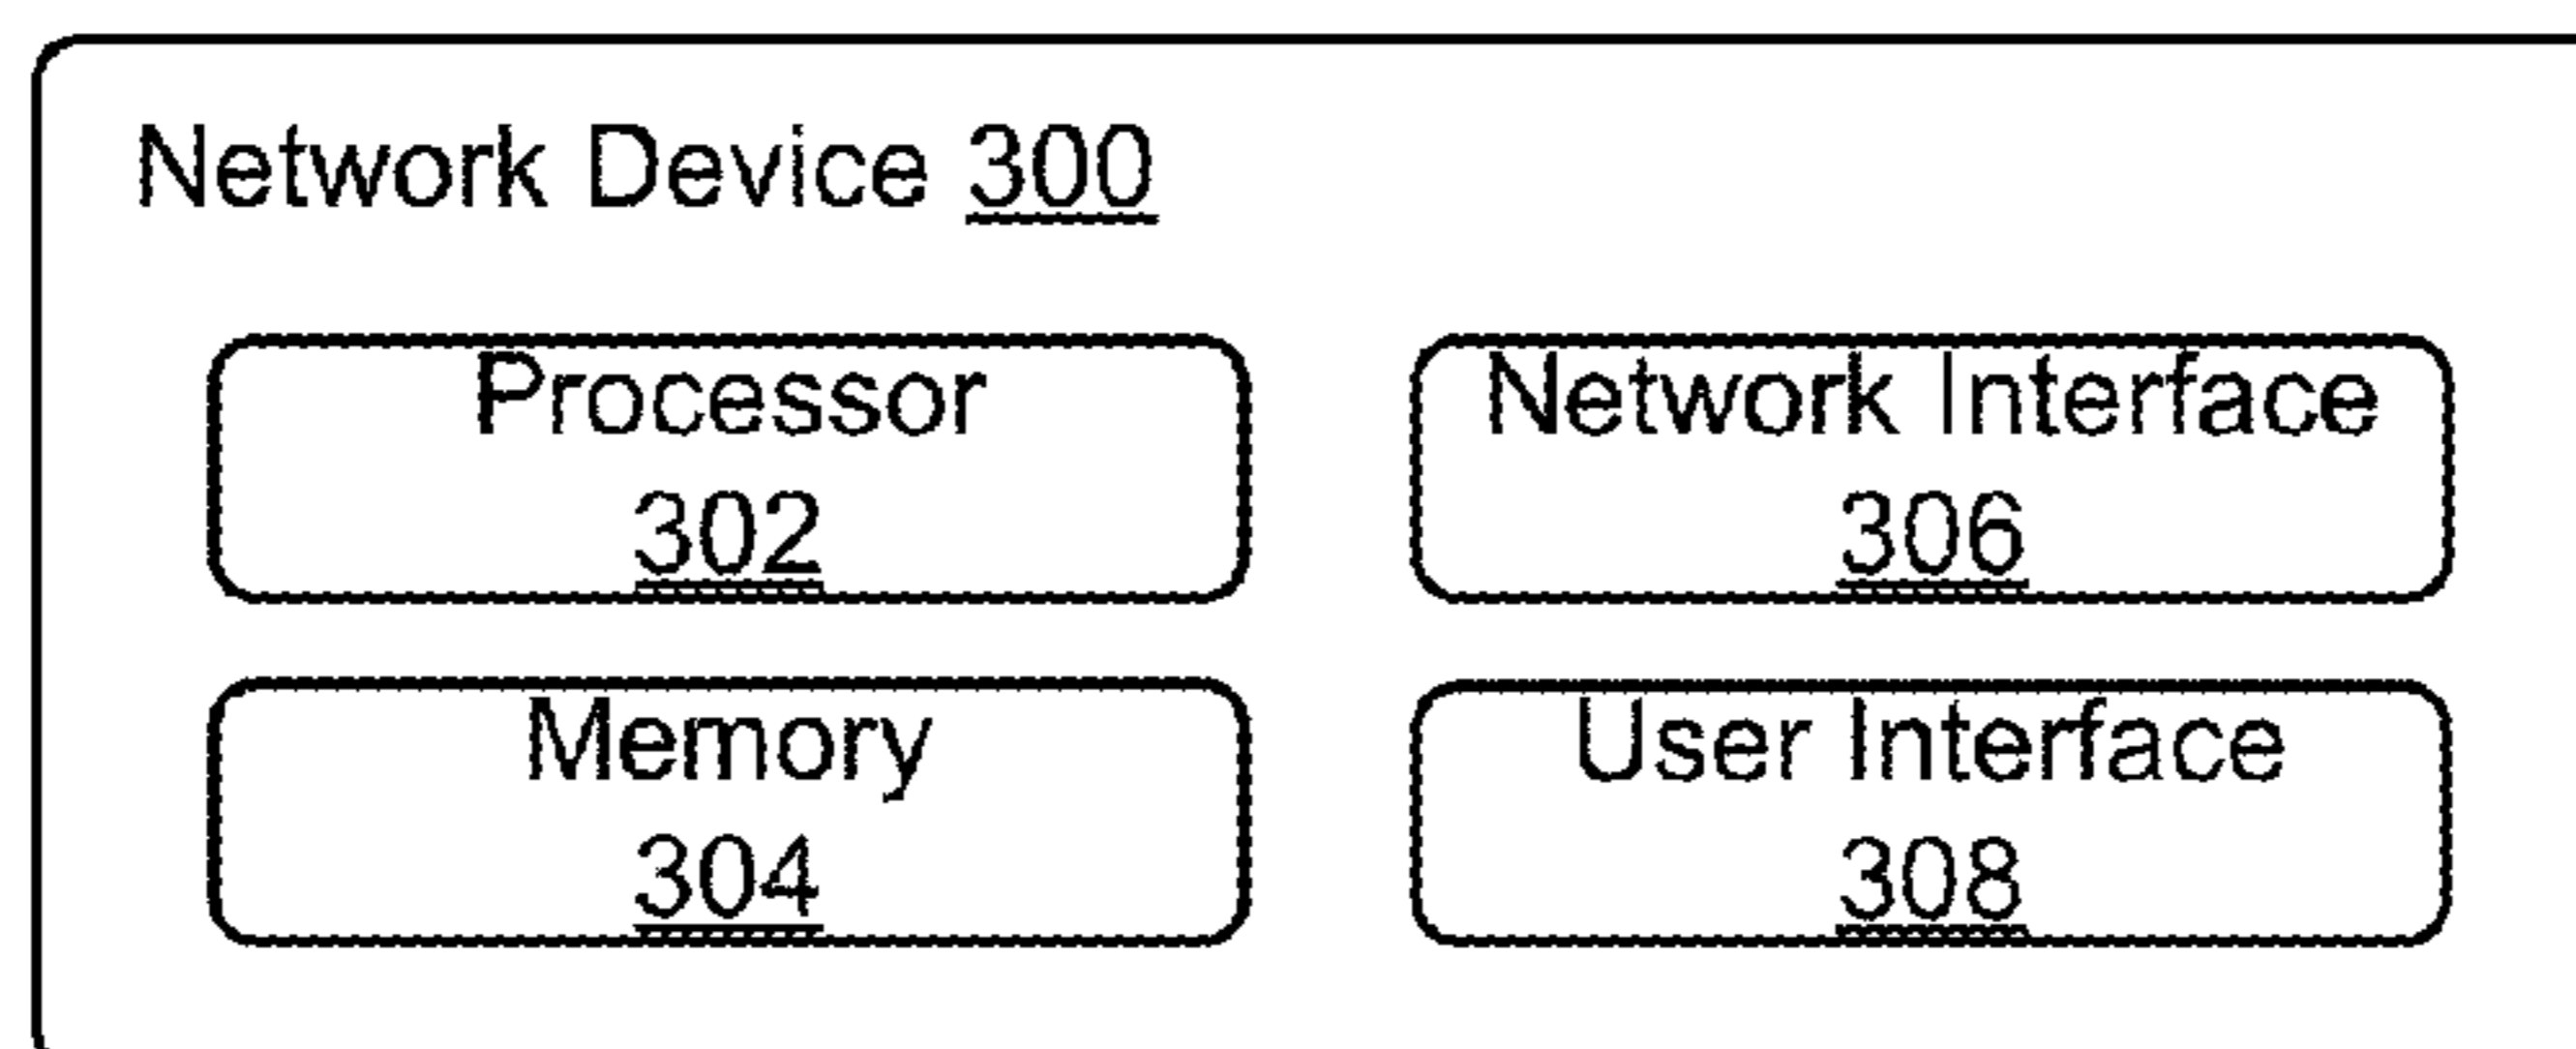 Network Device 300
Processor
302
Network Interface
306
Memory
304
User Interface
308